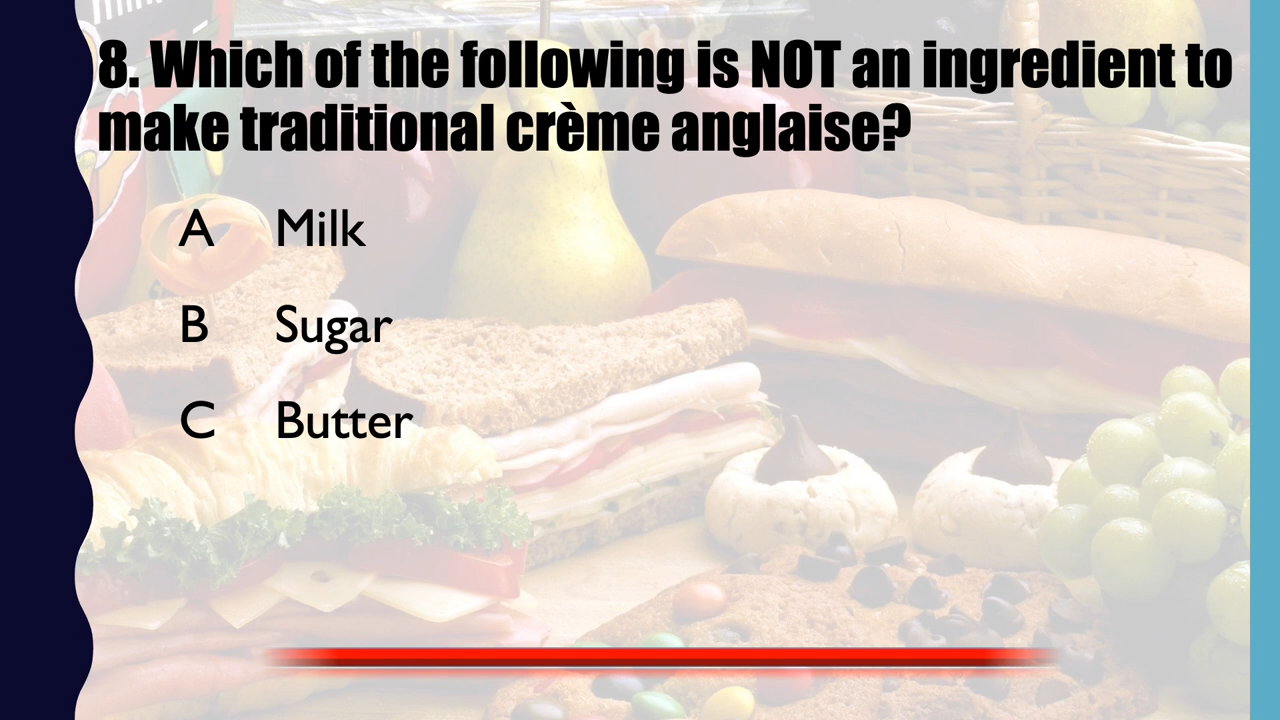 8. Which of the following is NOT an ingredient to
make traditional crème anglaise?
A Milk
B Sugar
C Butter